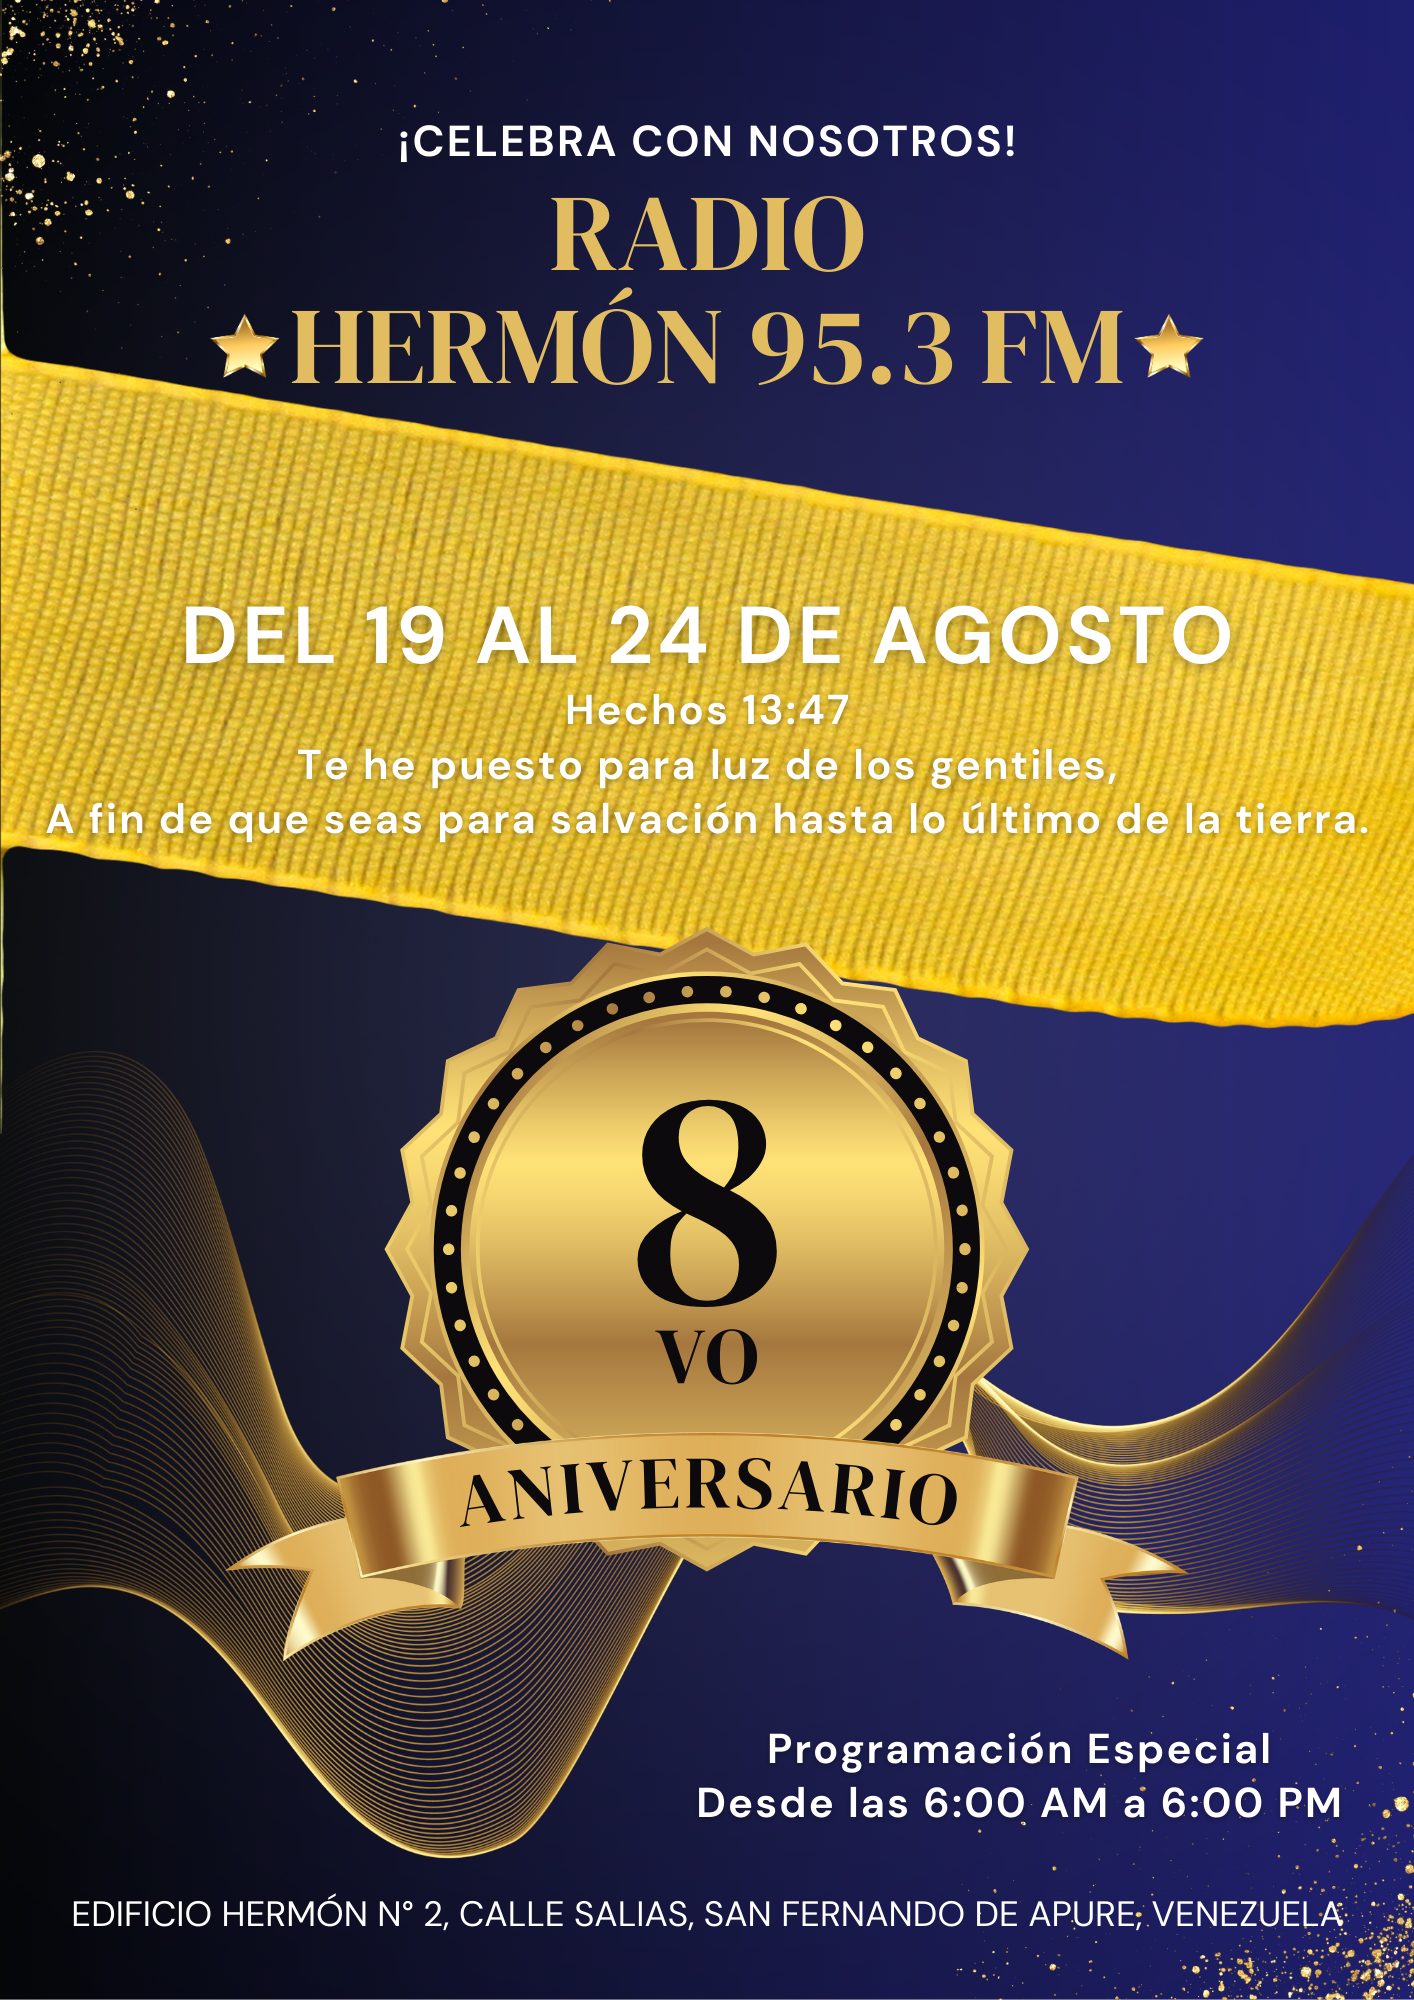 ¡CELEBRA CON NOSOTROS!
RADIO
HERMÓN 95.3 FM
DEL 19 AL 24 DE AGOSTO
Hechos 13:47
Te he puesto para luz de los gentiles,
A fin de que seas para salvación hasta lo último de la tierra.
8
VO
ANIVERSARIO
Programación Especial
Desde las 6:00 AM a 6:00 PM
EDIFICIO HERMÓN N° 2, CALLE SALIAS, SAN FERNANDO DE APURE, VENEZUELA